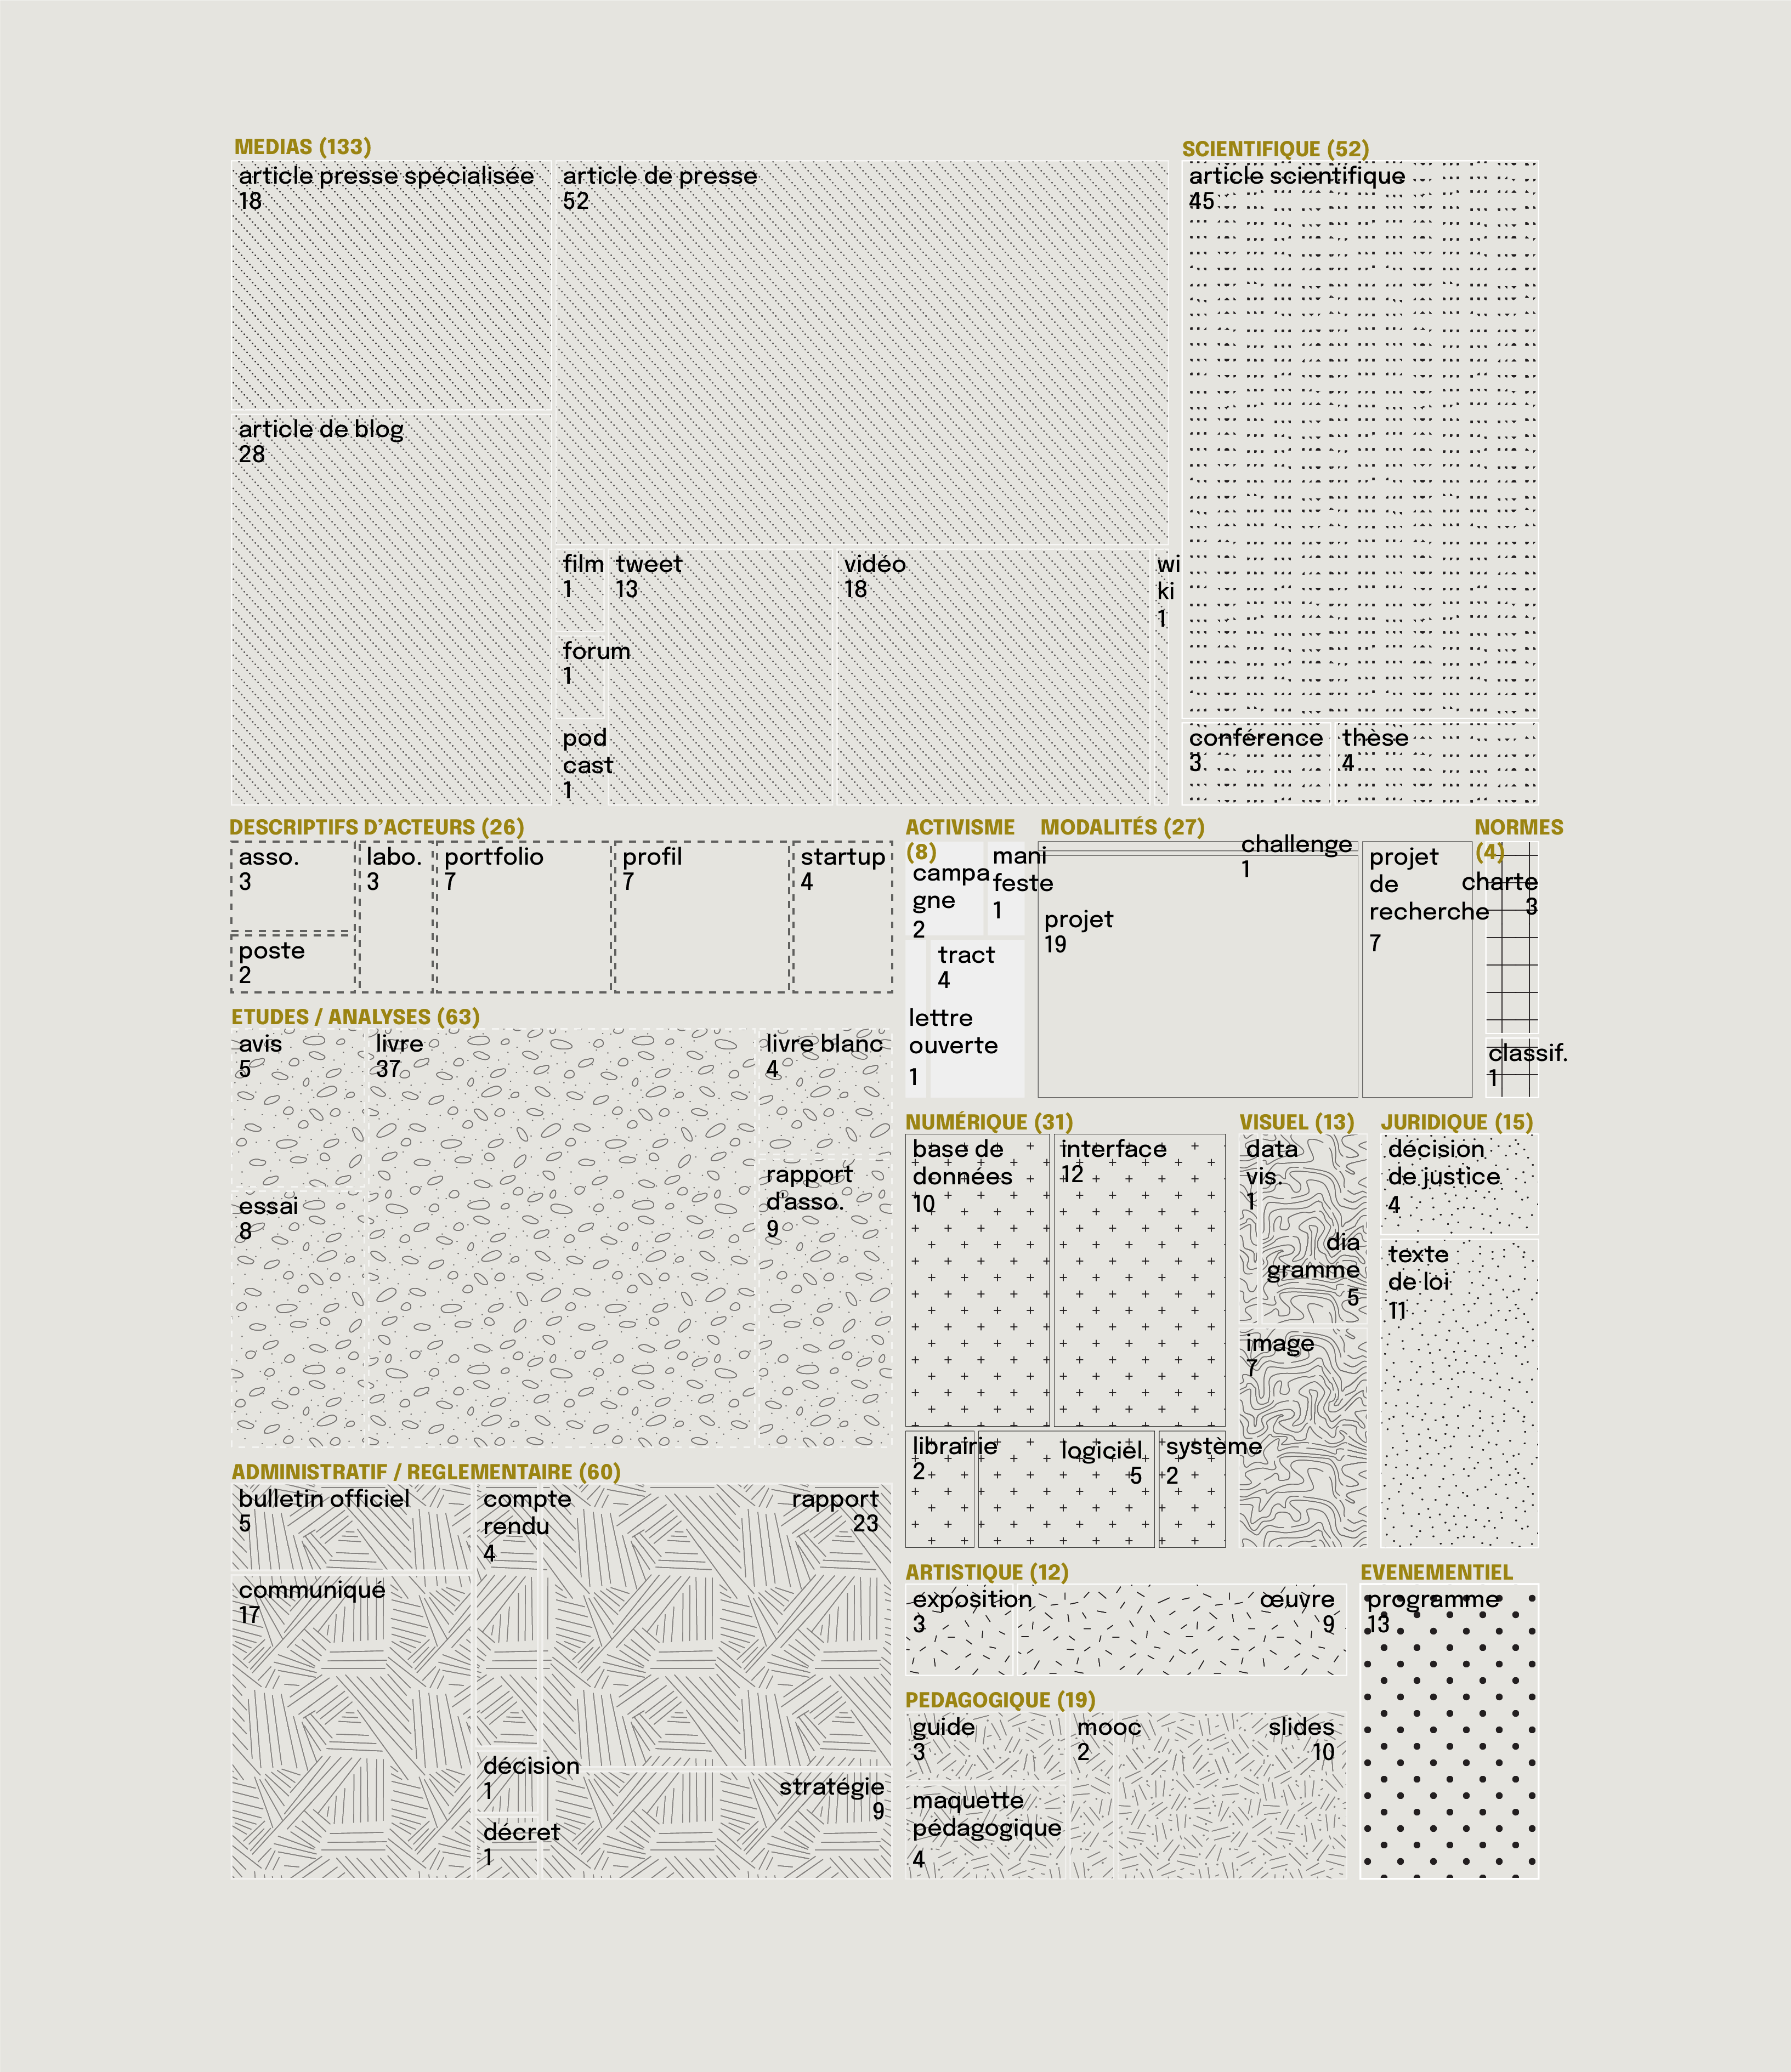 MEDIAS (133)
article presse spécialisée
18
article de presse
52
article de blog
28
film
1
tweet
13
vidéo
18
wi
ki
1
forum
1
pod
cast
1
SCIENTIFIQUE (52)
article scientifique
45
conférence
3
thèse
4
DESCRIPTIFS D'ACTEURS (26)
asso.
3
labo.
3
portfolio
7
profil
7
startup
4
poste
2
ACTIVISME
(8)
campa
gne
2
mani
feste
1
tract
4
lettre
ouverte
1
MODALITÉS (27)
challenge
1
projet
19
projet
de
recherche
7
NORMES
(4)
charte
3
classif.
1
ETUDES / ANALYSES (63)
avis
5
livre
37
livre blanc
4
essai
8
rapport
d'asso.
9
NUMÉRIQUE (31)
base de
données
10
interface
12
librairie
2
logiciel
5
système
2
VISUEL (13)
data
vis.
1
dia
gramme
5
image
7
JURIDIQUE (15)
décision
de justice
4
texte
de loi
11
ADMINISTRATIF / REGLEMENTAIRE (60)
bulletin officiel
5
compte
rendu
4
rapport
23
communiqué
17
décision
1
stratégie
9
décret
1
ARTISTIQUE (12)
exposition
3
œuvre
9
EVENEMENTIEL
programme
13
PEDAGOGIQUE (19)
guide
3
mooc
2
slides
10
maquette
pédagogique
4